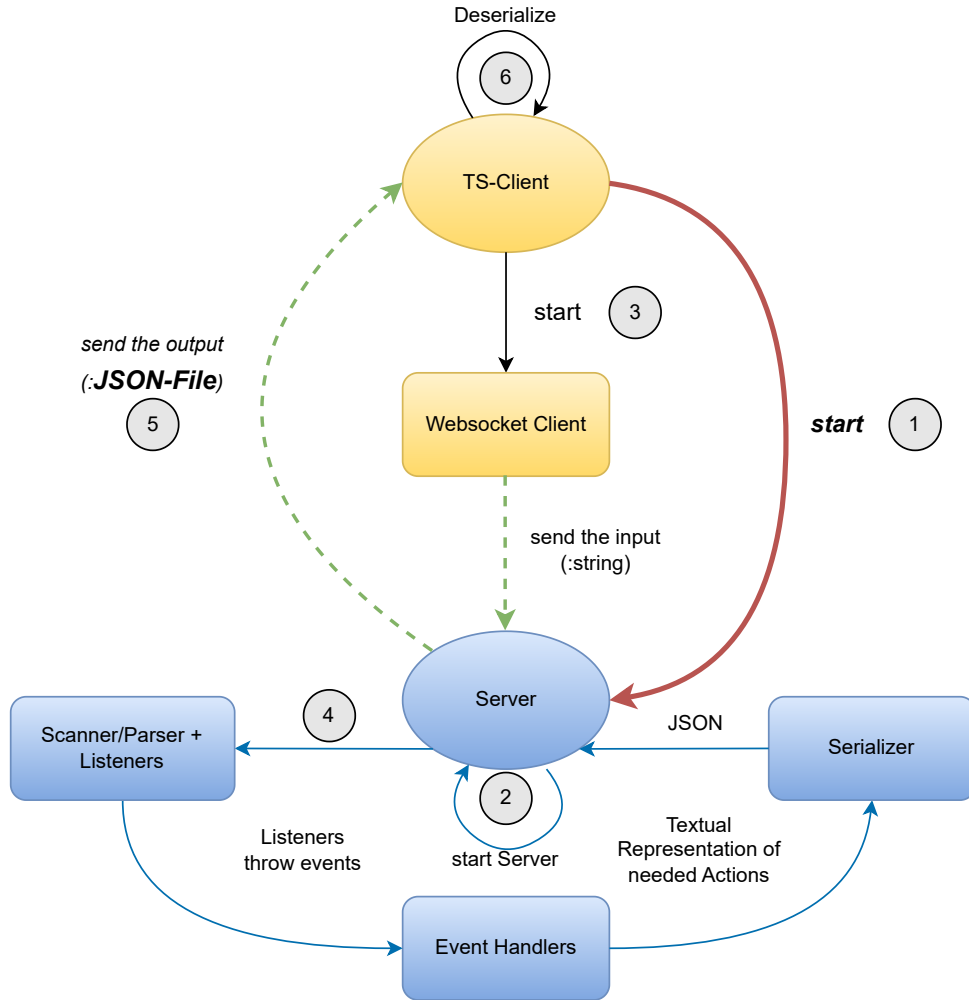 Deserialize
6
TS-Client
start
3
send the output
(:JSON-File)
5
Websocket Client
start
1
send the input
(:string)
Server
4
Scanner/Parser +
Listeners
JSON
Serializer
2
start Server
Listeners
throw events
Textual
Representation of
needed Actions
Event Handlers